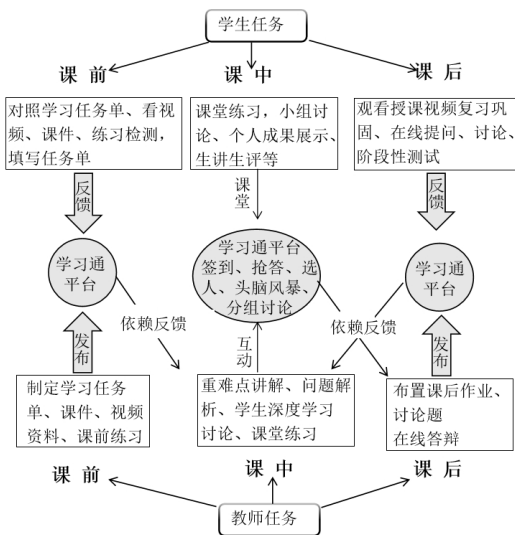 学生任务
课 前
课 中
课 后
对照学习任务单、看视
频、课件、练习检测，
填写任务单
课堂练习，小组讨
论、个人成果展示、
生讲生评等
观看授课视频复习巩
固、在线提问、讨论、
阶段性测试
反馈
课堂
反馈
学习通
平台
学习通平台
签到、抢答、选
人、头脑风暴、
分组讨论
学习通
平台
依赖反馈
依赖反馈
发布
互动
发布
制定学习任务
单、课件、视频
资料、课前练习
重难点讲解、问题解
析、学生深度学习
讨论、课堂练习
布置课后作业、
讨论题
在线答辩
课 前
课 中
课 后
教师任务